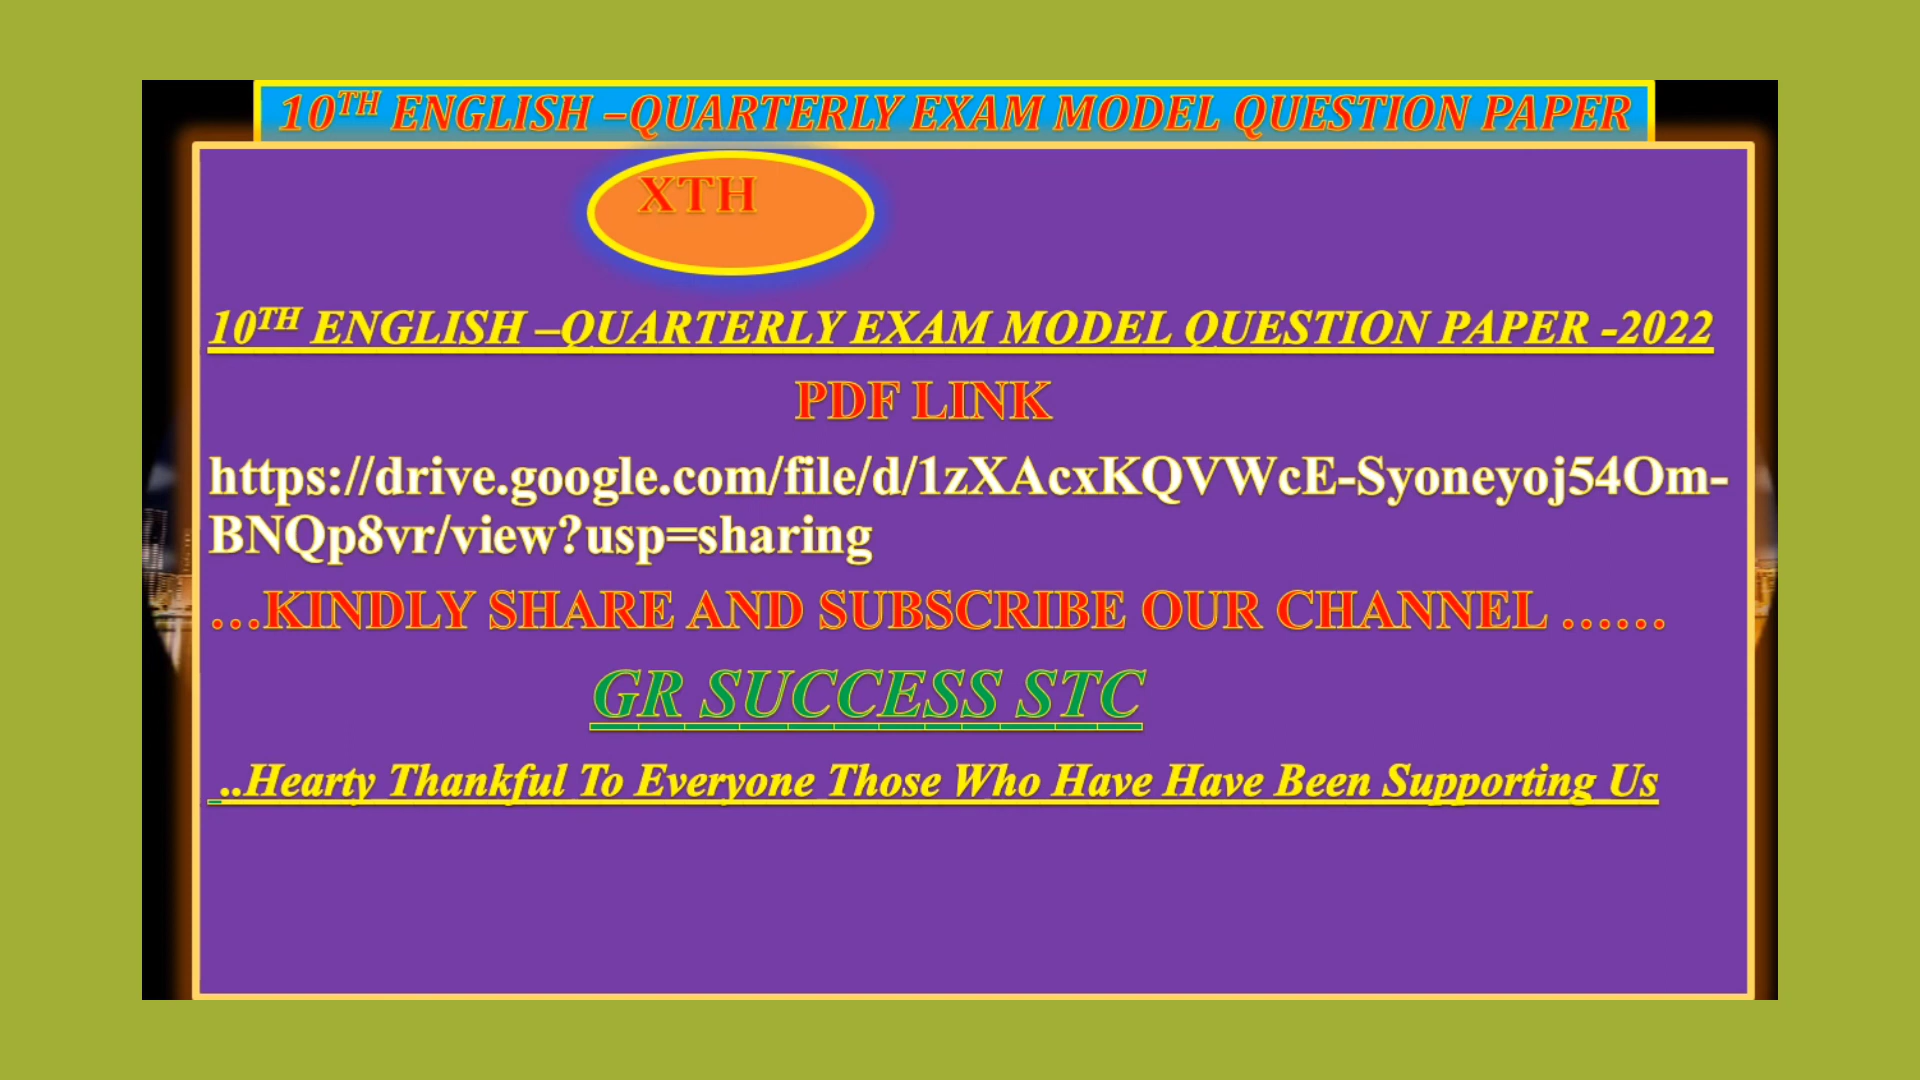 10TH ENGLISH –QUARTERLY EXAM MODEL QUESTION PAPER
XTH
10TH ENGLISH –QUARTERLY EXAM MODEL QUESTION PAPER -2022
PDF LINK
https://drive.google.com/file/d/1zXAcxKQVWcE-Syoneyoj54Om-
BNQp8vr/view?usp=sharing
…KINDLY SHARE AND SUBSCRIBE OUR CHANNEL ……
GR SUCCESS STC
..Hearty Thankful To Everyone Those Who Have Have Been Supporting Us